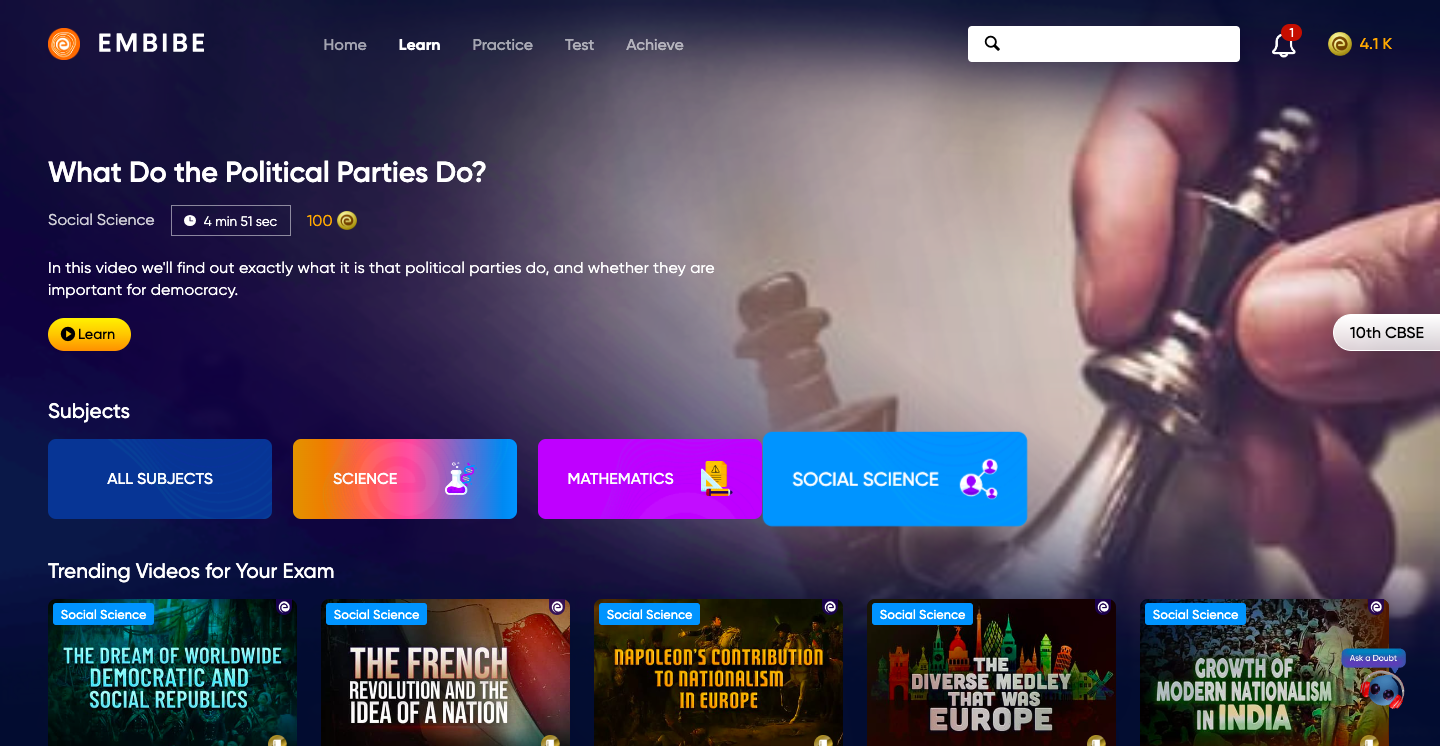 EMBIBE
Home Learn Practice Test Achieve
1
4.1 K
What Do the Political Parties Do?
Social Science 4 min 51 sec 100
In this video we'll find out exactly what it is that political parties do, and whether they are
important for democracy.
Learn
10th CBSE
Subjects
ALL SUBJECTS
SCIENCE
MATHEMATICS
SOCIAL SCIENCE
Trending Videos for Your Exam
Social Science
THE DREAM OF WORLDWIDE
DEMOCRATIC AND
SOCIAL REPUBLICS
Social Science
THE FRENCH
REVOLUTION AND THE
IDEA OF A NATION
Social Science
NAPOLEON'S CONTRIBUTION
TO NATIONALISM
IN EUROPE
Social Science
THE
DIVERSE MEDLEY
THAT WAS
EUROPE
Social Science
GROWTH OF
MODERN NATIONALISM
IN INDIA
Ask a Doubt